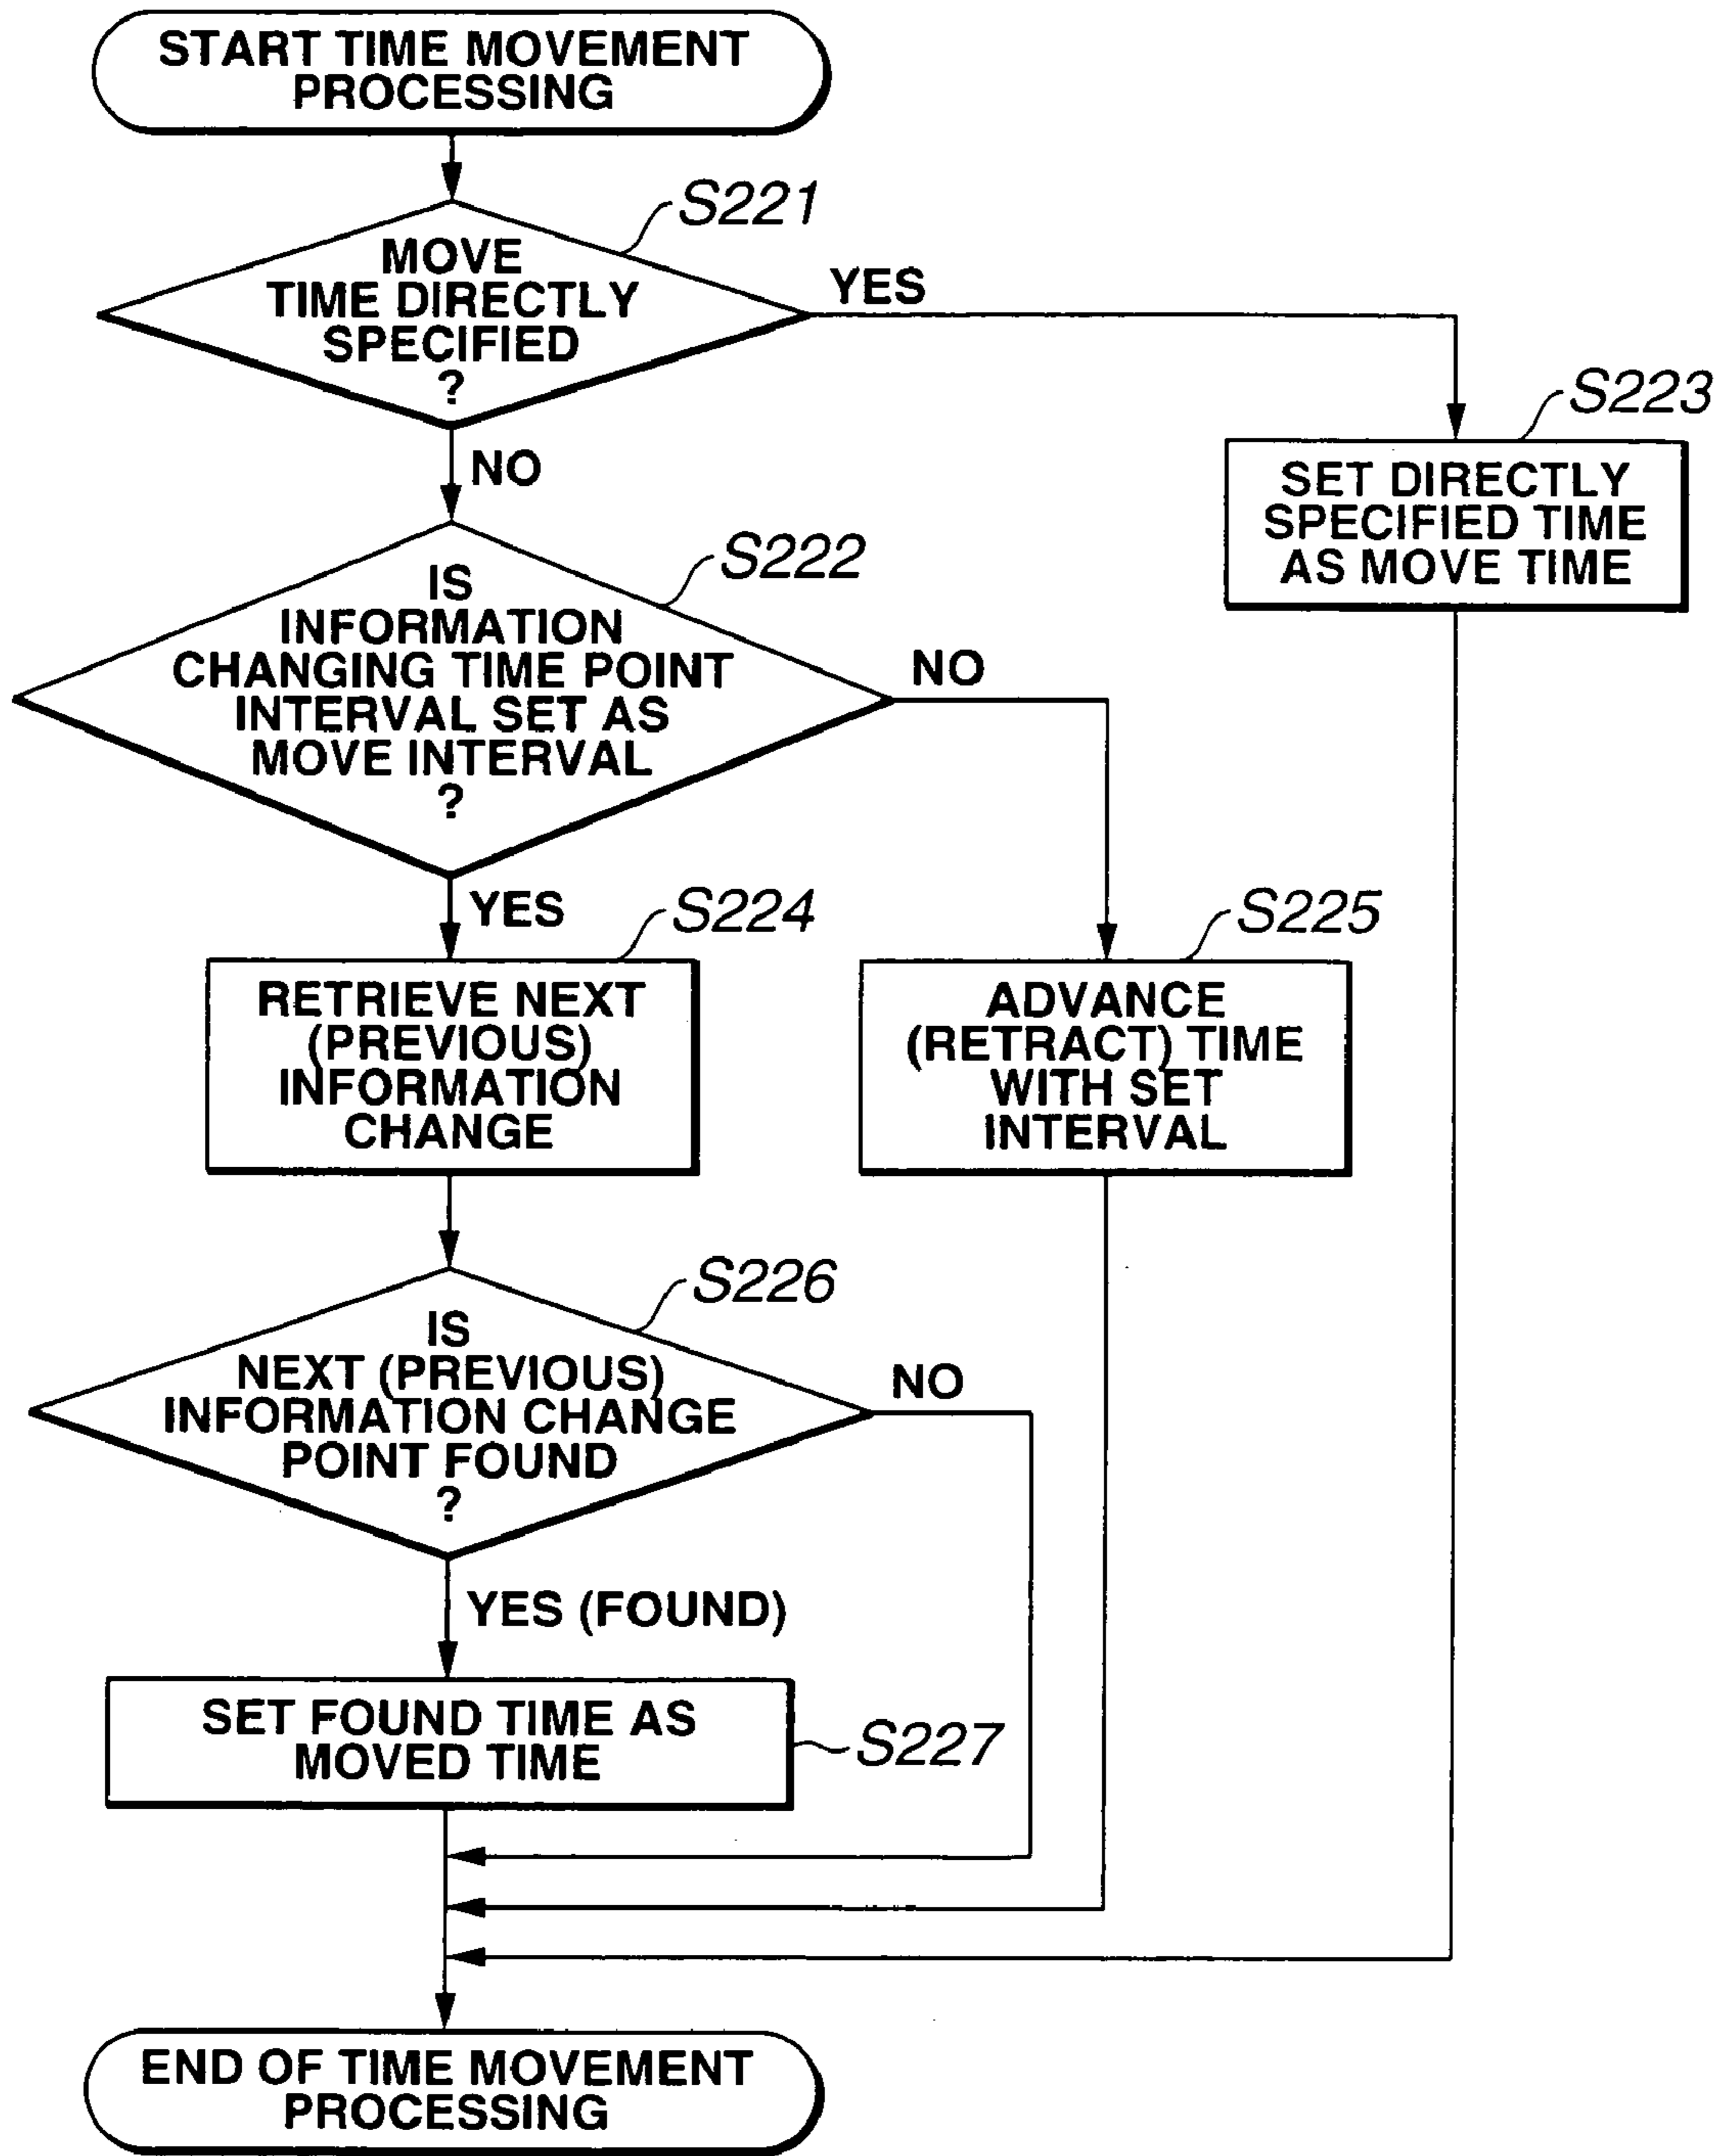 START TIME MOVEMENT
PROCESSING
S221
MOVE
TIME DIRECTLY
SPECIFIED
?
YES
NO
S223
SET DIRECTLY
SPECIFIED TIME
AS MOVE TIME
S222
IS
INFORMATION
CHANGING TIME POINT
INTERVAL SET AS
MOVE INTERVAL
?
NO
YES
S224
RETRIEVE NEXT
(PREVIOUS)
INFORMATION
CHANGE
S225
ADVANCE
(RETRACT) TIME
WITH SET
INTERVAL
S226
IS
NEXT (PREVIOUS)
INFORMATION CHANGE
POINT FOUND
?
NO
YES (FOUND)
SET FOUND TIME AS
MOVED TIME
S227
END OF TIME MOVEMENT
PROCESSING